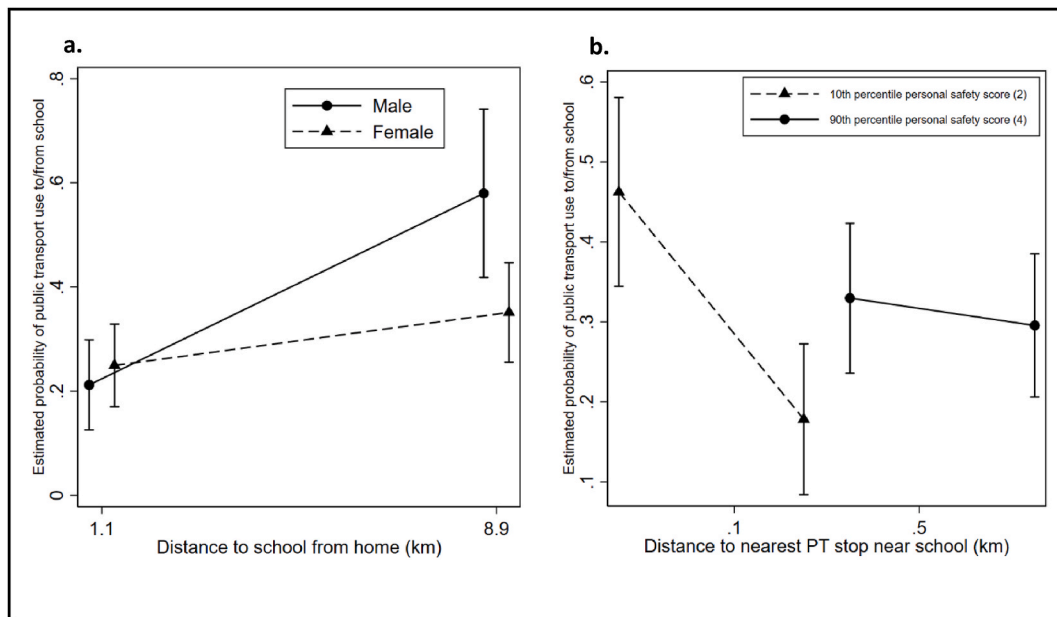 a.
Estimated probability of public transport use to/from school
.8
.6
.4
.2
0
Male
Female
1.1
8.9
Distance to school from home (km)
b.
Estimated probability of public transport use to/from school
.6
.5
.4
.3
.2
.1
10th percentile personal safety score (2)
90th percentile personal safety score (4)
.1
.5
Distance to nearest PT stop near school (km)